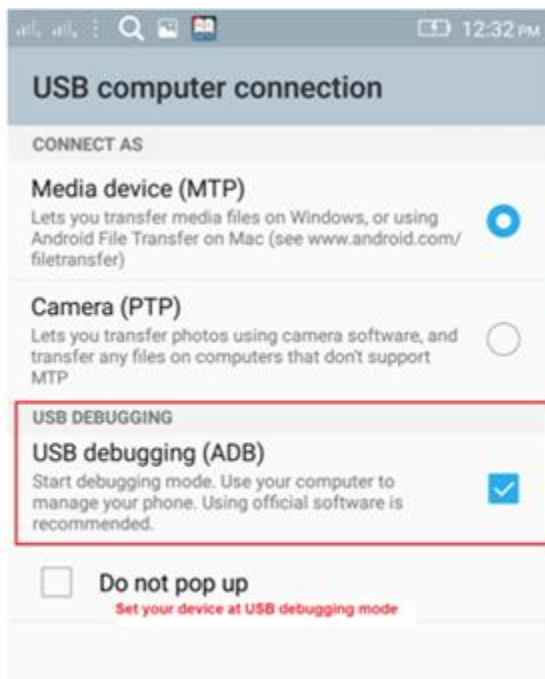 12:32 PM
USB computer connection
CONNECT AS
Media device (MTP)
Lets you transfer media files on Windows, or using
Android File Transfer on Mac (see www.android.com/
filetransfer)
Camera (PTP)
Lets you transfer photos using camera software, and
transfer any files on computers that don't support
MTP
USB DEBUGGING
USB debugging (ADB)
Start debugging mode. Use your computer to
manage your phone. Using official software is
recommended.
Do not pop up
Set your device at USB debugging mode